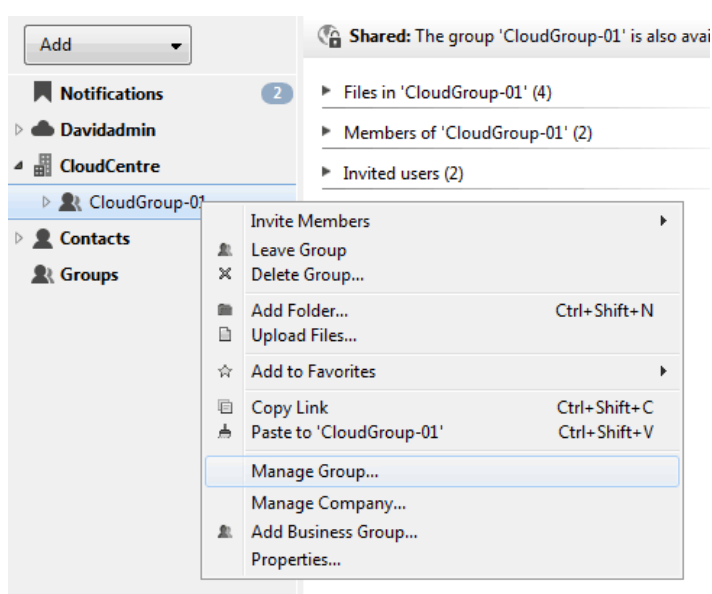 Add
Shared: The group 'CloudGroup-01' is also
Notifications
2
Files in 'CloudGroup-01' (4)
Davidadmin
Members of 'CloudGroup-01' (2)
CloudCentre
Invited users (2)
CloudGroup-01
Contacts
Groups
Invite Members
Leave Group
Delete Group...
Add Folder... Ctrl+Shift+N
Upload Files...
Add to Favorites
Copy Link Ctrl+Shift+C
Paste to 'CloudGroup-01' Ctrl+Shift+V
Manage Group...
Manage Company...
Add Business Group...
Properties...